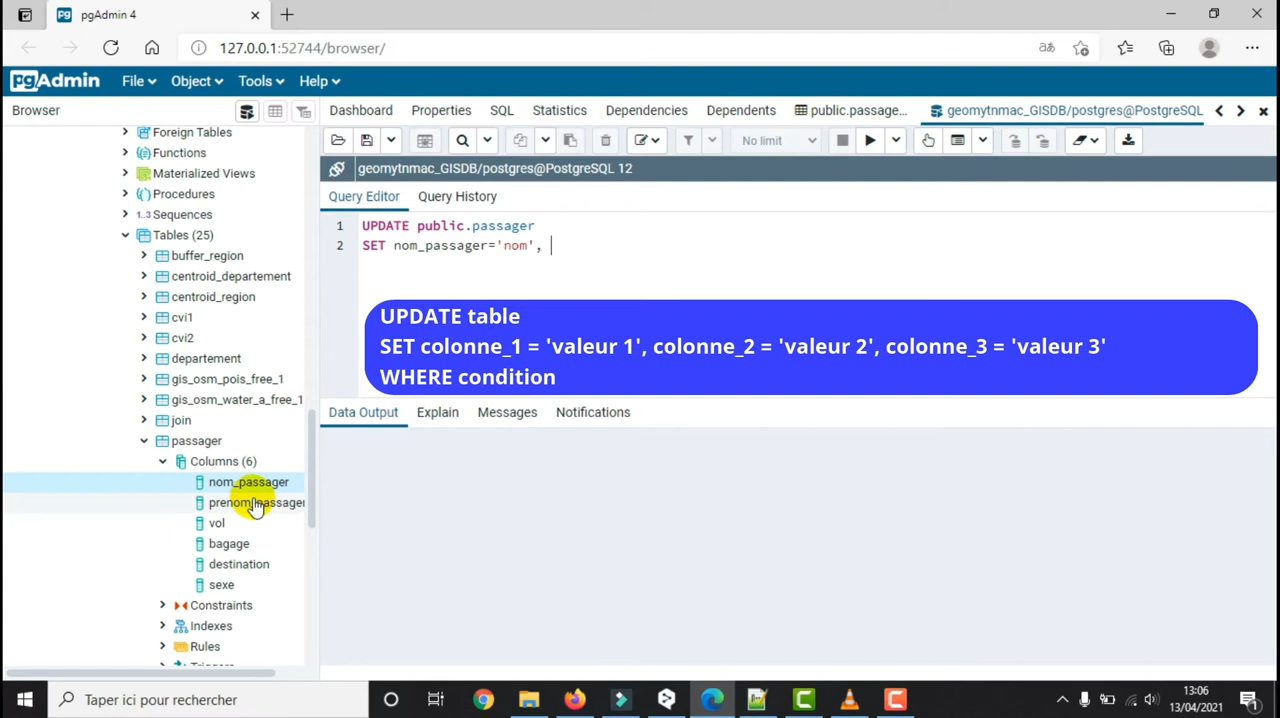 pgAdmin 4
127.0.0.1:52744/browser/
pgAdmin File Object Tools Help
Browser
Dashboard Properties SQL Statistics Dependencies Dependents public.passage... geomytnmac_GISDB/postgres@PostgreSQL
Foreign Tables
Functions
Materialized Views
Procedures
1..3 Sequences
Tables (25)
buffer_region
centroid_departement
centroid_region
cvi1
cvi2
departement
gis_osm_pois_free_1
gis_osm_water_a_free_1
join
passager
Columns (6)
nom_passager
prenom_passager
vol
bagage
destination
sexe
Constraints
Indexes
Rules
No limit
geomytnmac_GISDB/postgres@PostgreSQL 12
Query Editor Query History
1 UPDATE public.passager
2 SET nom_passager='nom',
UPDATE table
SET colonne_1 = 'valeur 1', colonne_2 = 'valeur 2', colonne_3 = 'valeur 3'
WHERE condition
Data Output Explain Messages Notifications
Taper ici pour rechercher
13:06
13/04/2021
1